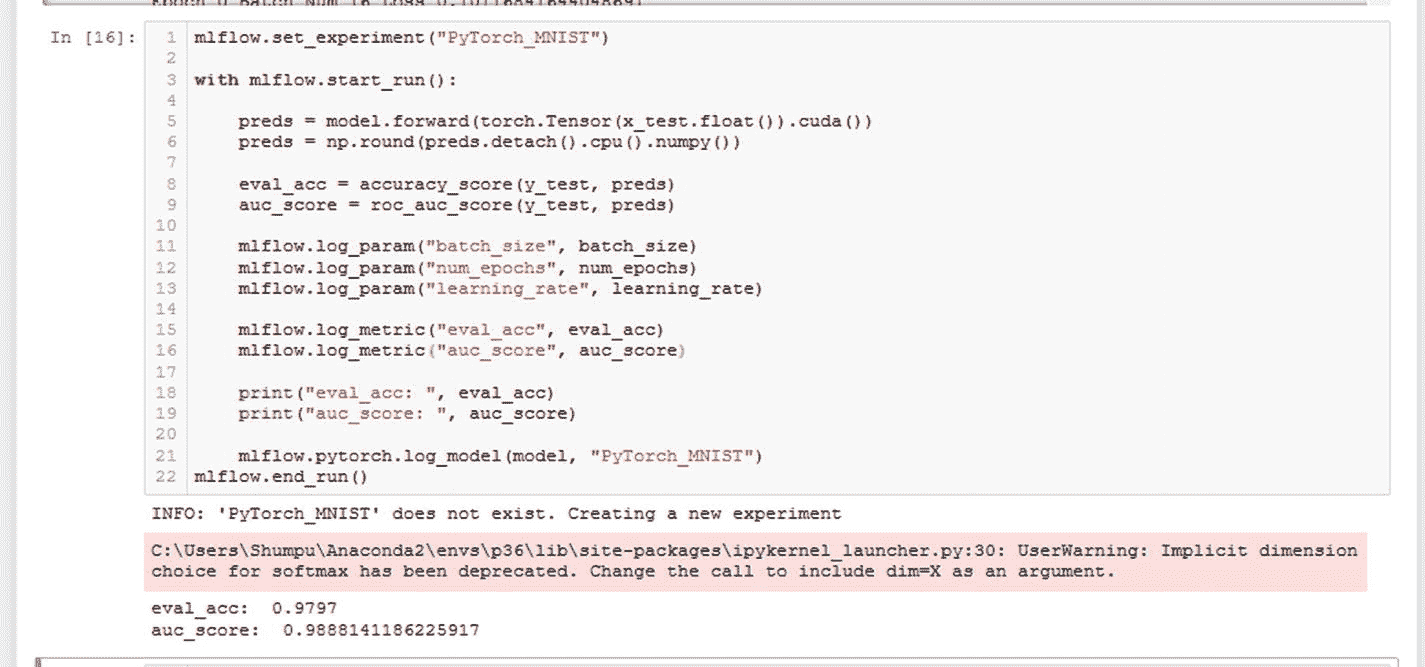 Epoch 0 Batch Num 16 Loss
In [16]:
1 mlflow.set_experiment("PyTorch_MNIST")
2
3 with mlflow.start_run():
4
5 preds = model.forward(torch.Tensor(x_test.float()).cuda())
6 preds = np.round(preds.detach().cpu().numpy())
7
8 eval_acc = accuracy_score(y_test, preds)
9 auc_score = roc_auc_score(y_test, preds)
10
11 mlflow.log_param("batch_size", batch_size)
12 mlflow.log_param("num_epochs", num_epochs)
13 mlflow.log_param("learning_rate", learning_rate)
14
15 mlflow.log_metric("eval_acc", eval_acc)
16 mlflow.log_metric("auc_score", auc_score)
17
18 print("eval_acc: ", eval_acc)
19 print("auc_score: ", auc_score)
20
21 mlflow.pytorch.log_model(model, "PyTorch_MNIST")
22 mlflow.end_run()
INFO: 'PyTorch_MNIST' does not exist. Creating a new experiment
C:\Users\Shumpu\Anaconda2\envs\p36\lib\site-packages\ipykernel_launcher.py:30: UserWarning: Implicit dimension
choice for softmax has been deprecated. Change the call to include dim=X as an argument.
eval_acc:  0.9797
auc_score:  0.9888141186225917